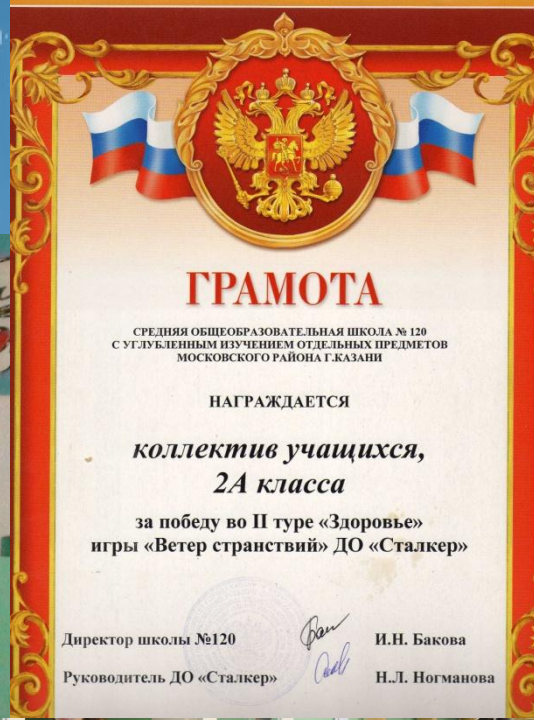 ГРАМОТА
СРЕДНЯЯ ОБЩЕОБРАЗОВАТЕЛЬНАЯ ШКОЛА № 120
С УГЛУБЛЕННЫМ ИЗУЧЕНИЕМ ОТДЕЛЬНЫХ ПРЕДМЕТОВ
МОСКОВСКОГО РАЙОНА Г.КАЗАНИ
НАГРАЖДАЕТСЯ
коллектив учащихся,
2А класса
за победу во II туре «Здоровье»
игры «Ветер странствий» ДО «Сталкер»
Директор школы №120 И.Н. Бакова
Руководитель ДО «Сталкер» Н.Л. Ногманова